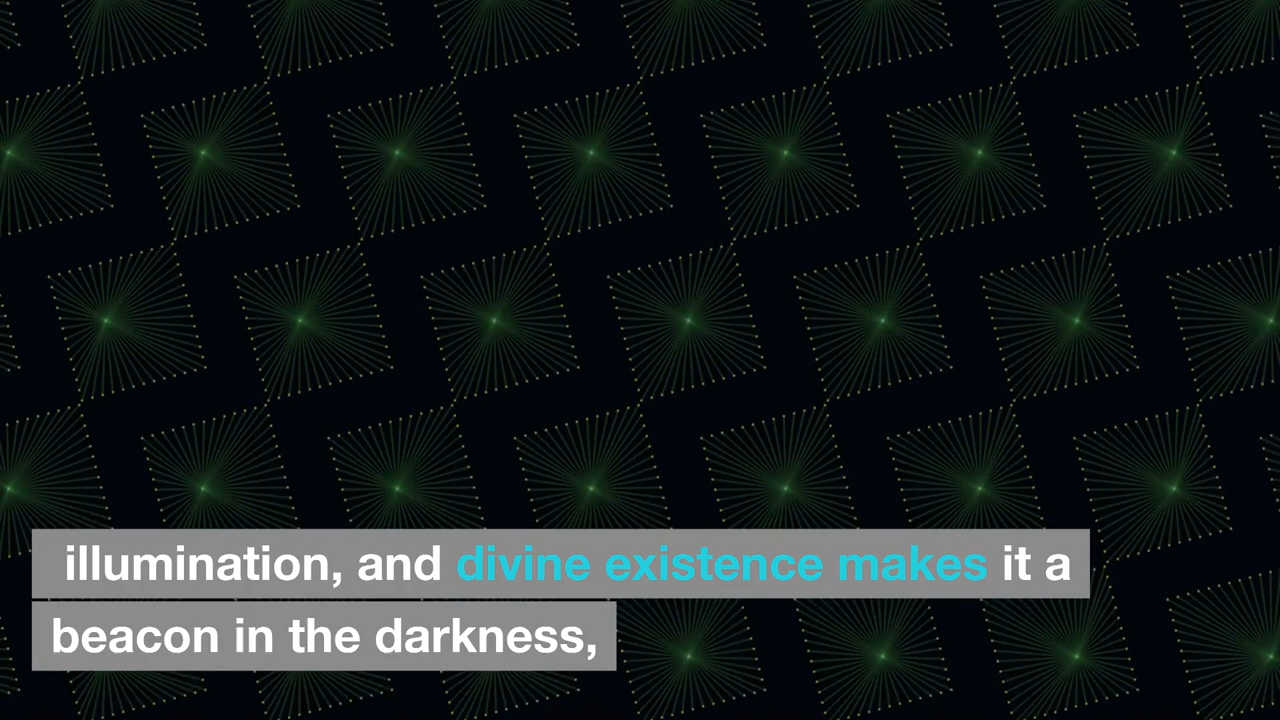 illumination, and divine existence makes it a
beacon in the darkness,